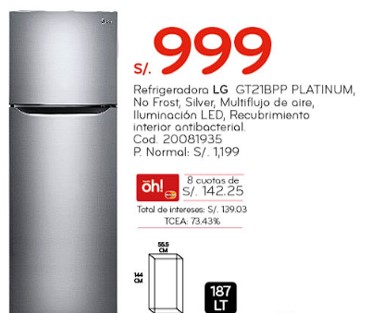 LG
S/. 999
Refrigeradora LG GT21BPP PLATINUM,
No Frost, Silver, Multiflujo de aire,
Iluminación LED, Recubrimiento
interior antibacterial.
Cod. 20081935
P. Normal: S/. 1,199
ōh!
8 cuotas de
S/. 142.25
Total de intereses: S/. 139.03
TCEA: 73.43%
55.5
CM
144
CM
187
LT